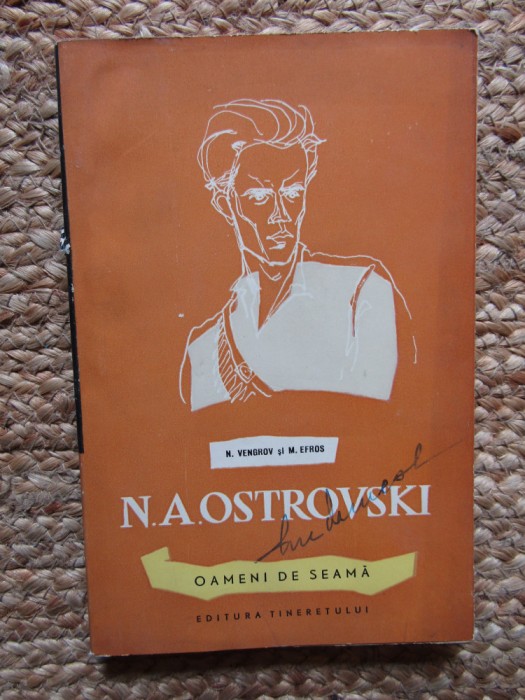 N. VENGROV și M. EFROS
N.A.OSTROVSKI
OAMENI DE SEAMĂ
EDITURA TINERETULUI